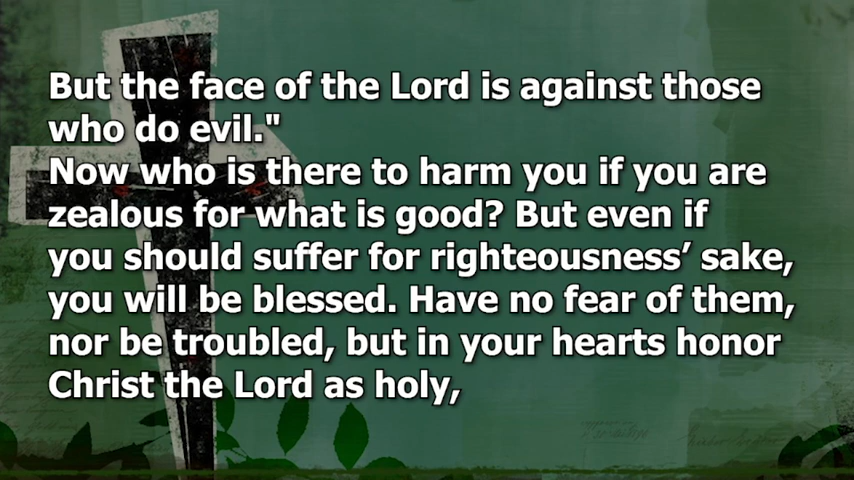 But the face of the Lord is against those
who do evil."
Now who is there to harm you if you are
zealous for what is good? But even if
you should suffer for righteousness’ sake,
you will be blessed. Have no fear of them,
nor be troubled, but in your hearts honor
Christ the Lord as holy,